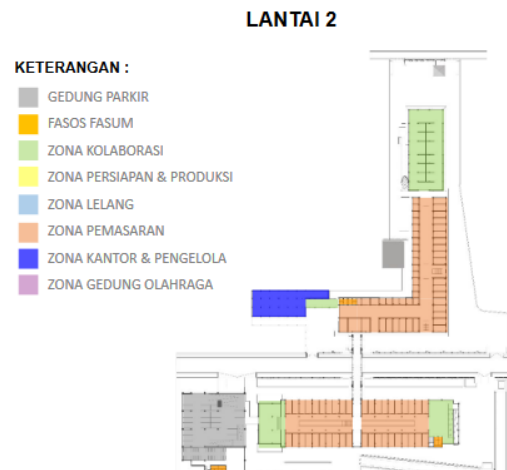 LANTAI 2
KETERANGAN :
GEDUNG PARKIR
FASOS FASUM
ZONA KOLABORASI
ZONA PERSIAPAN & PRODUKSI
ZONA LELANG
ZONA PEMASARAN
ZONA KANTOR & PENGELOLA
ZONA GEDUNG OLAHRAGA